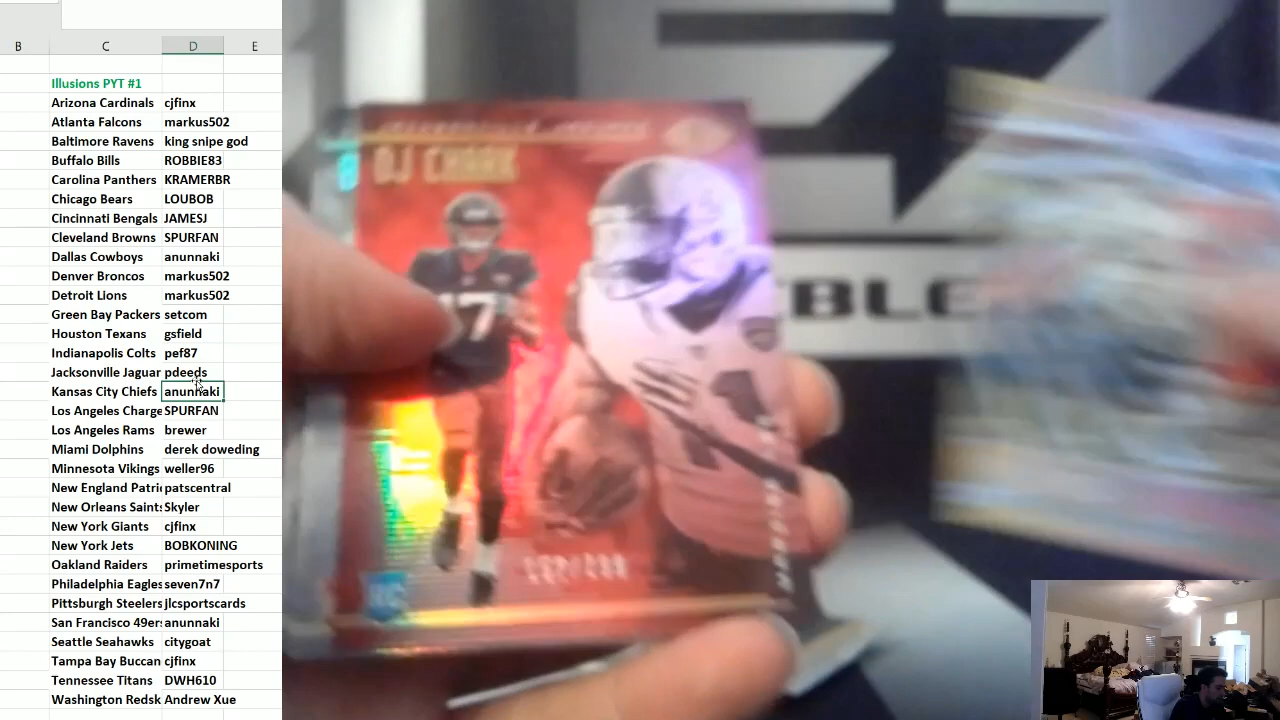 B C D E
Illusions PYT #1
Arizona Cardinals cjfinx
Atlanta Falcons markus502
Baltimore Ravens king snipe god
Buffalo Bills ROBBIE83
Carolina Panthers KRAMERBR
Chicago Bears LOUBOB
Cincinnati Bengals JAMESJ
Cleveland Browns SPURFAN
Dallas Cowboys anunnaki
Denver Broncos markus502
Detroit Lions markus502
Green Bay Packers setcom
Houston Texans gsfield
Indianapolis Colts pef87
Jacksonville Jaguar pdeeds
Kansas City Chiefs anunnaki
Los Angeles Charge SPURFAN
Los Angeles Rams brewer
Miami Dolphins derek doweding
Minnesota Vikings weller96
New England Patri patscentral
New Orleans Saints Skyler
New York Giants cjfinx
New York Jets BOBKONING
Oakland Raiders primetimesports
Philadelphia Eagles seven7n7
Pittsburgh Steelers jlcsportscards
San Francisco 49er anunnaki
Seattle Seahawks citygoat
Tampa Bay Buccan cjfinx
Tennessee Titans DWH610
Washington Redsk Andrew Xue
DJ CHARK
17
BLE